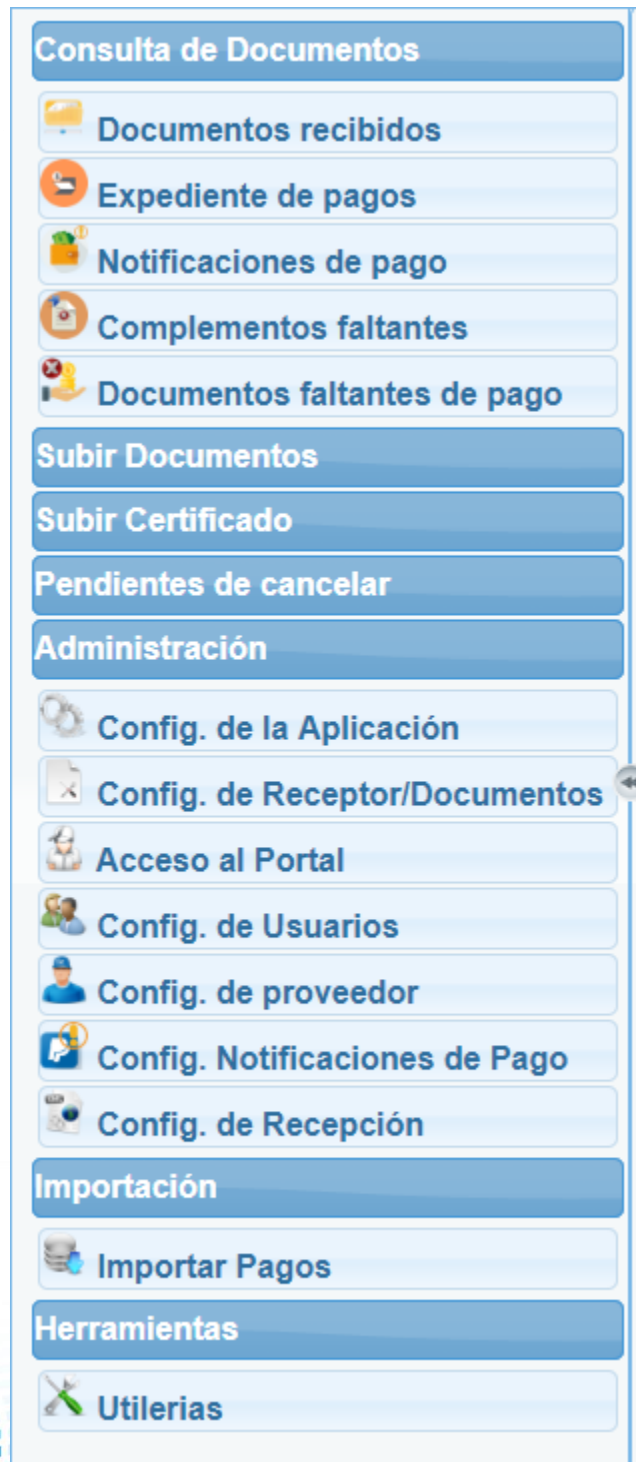 Consulta de Documentos
Documentos recibidos
Expediente de pagos
Notificaciones de pago
Complementos faltantes
Documentos faltantes de pago
Subir Documentos
Subir Certificado
Pendientes de cancelar
Administración
Config. de la Aplicación
Config. de Receptor/Documentos
Acceso al Portal
Config. de Usuarios
Config. de proveedor
Config. Notificaciones de Pago
Config. de Recepción
Importación
Importar Pagos
Herramientas
Utilerias